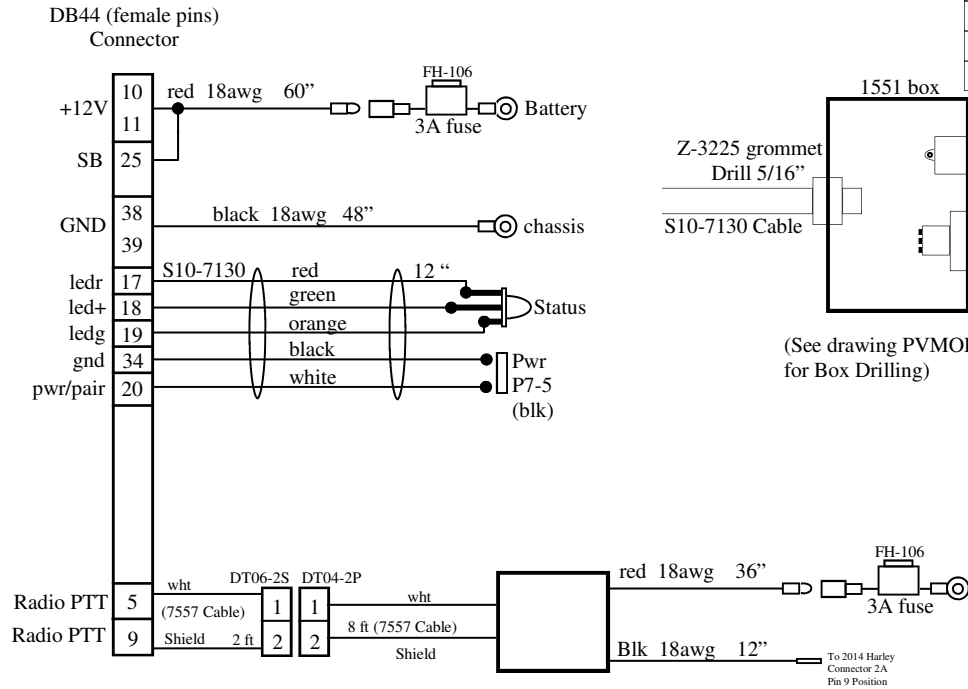 DB44 (female pins)
Connector
+12V
10
11
SB
25
GND
38
39
ledr
17
led+
18
ledg
19
gnd
34
pwr/pair
20
red 18awg 60”
FH-106
3A fuse
Battery
black 18awg 48”
chassis
S10-7130
red
12 “
green
orange
black
white
Status
Pwr
P7-5
(blk)
1551 box
Z-3225 grommet
Drill 5/16”
S10-7130 Cable
(See drawing PVMO
for Box Drilling)
Radio PTT
5
Radio PTT
9
wht
(7557 Cable)
Shield 2 ft
DT06-2S
DT04-2P
1
2
1
2
wht
8 ft (7557 Cable)
Shield
red 18awg 36”
FH-106
3A fuse
Blk 18awg 12”
To 2014 Harley
Connector 2A
Pin 9 Position